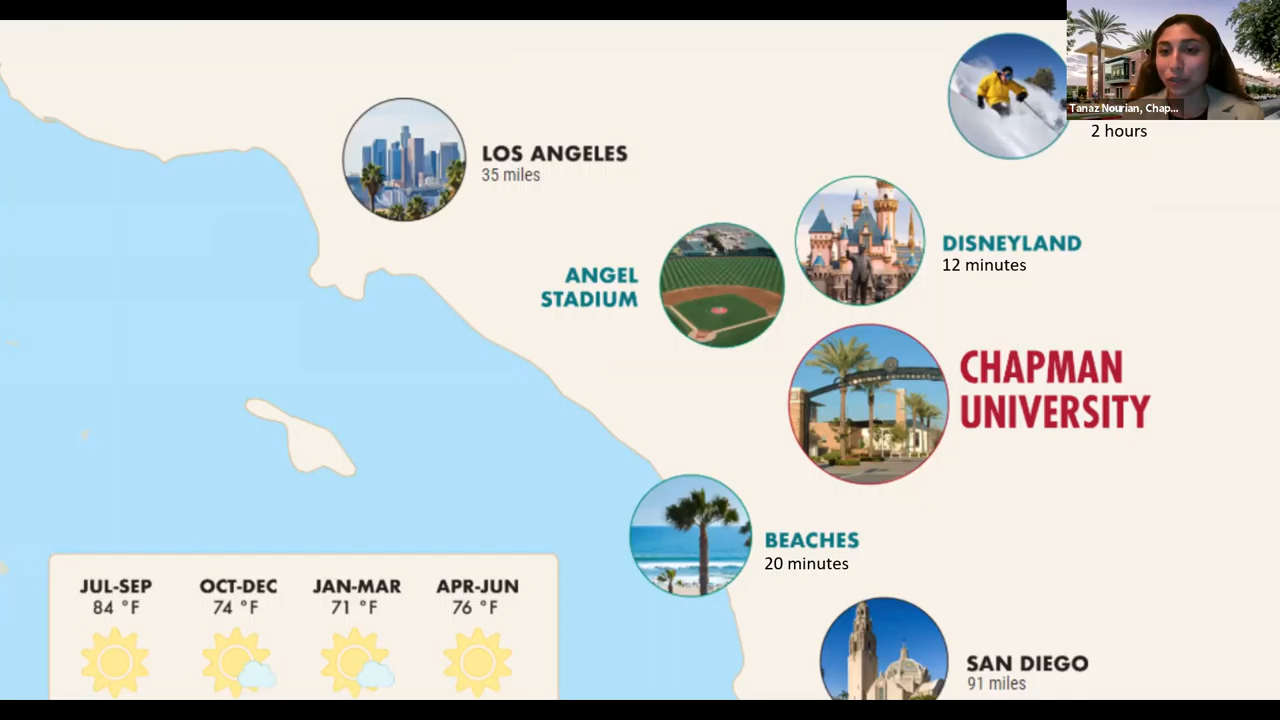 Tanaz Nourian, Chap...
2 hours
LOS ANGELES
35 miles
DISNEYLAND
12 minutes
ANGEL
STADIUM
CHAPMAN
UNIVERSITY
BEACHES
20 minutes
JUL-SEP OCT-DEC JAN-MAR APR-JUN
84 °F 74 °F 71 °F 76 °F
SAN DIEGO
91 miles